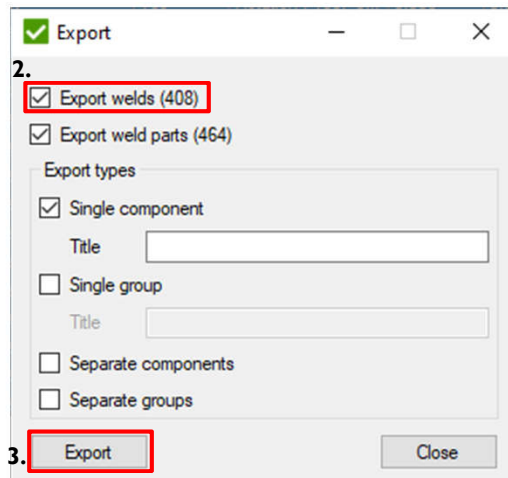 Export
2.
Export welds (408)
Export weld parts (464)
Export types
Single component
Title
Single group
Title
Separate components
Separate groups
3. Export Close